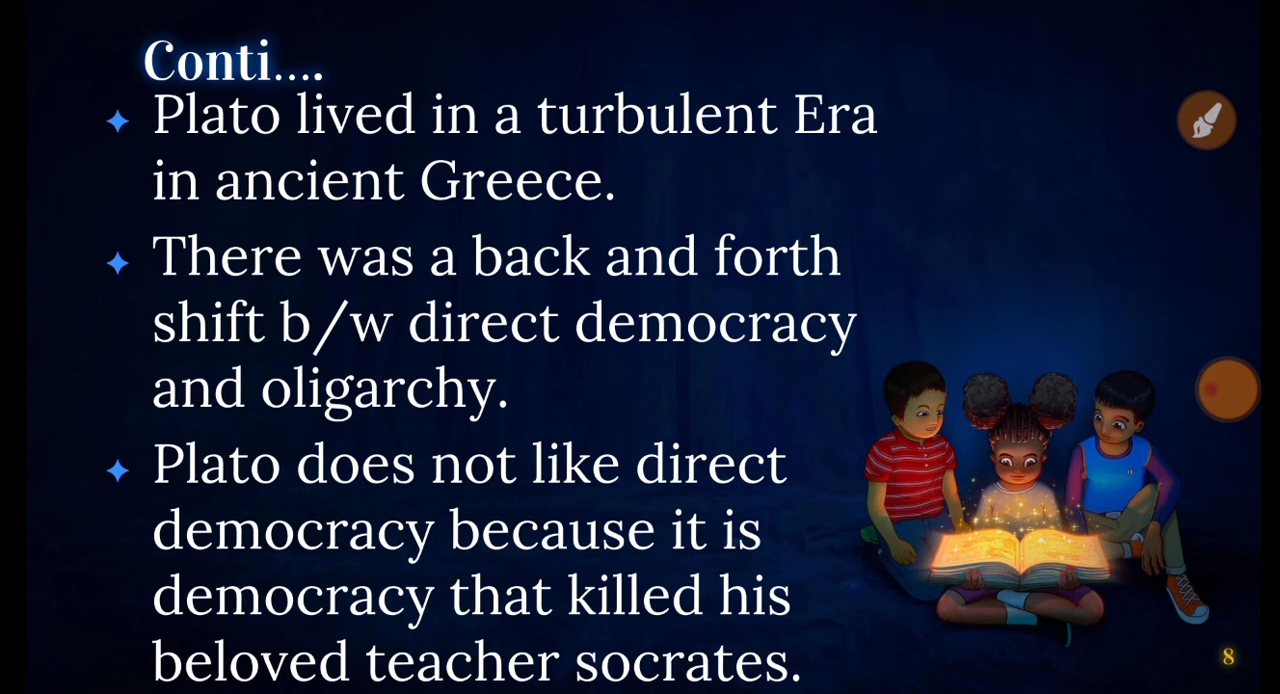 Conti....
Plato lived in a turbulent Era
in ancient Greece.
There was a back and forth
shift b/w direct democracy
and oligarchy.
Plato does not like direct
democracy because it is
democracy that killed his
beloved teacher socrates.
8